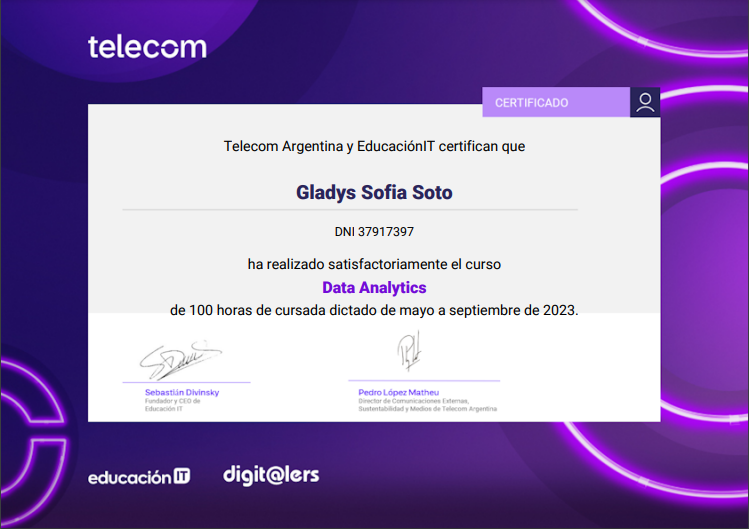 telecom
CERTIFICADO
Telecom Argentina y EducaciónIT certifican que
Gladys Sofia Soto
DNI 37917397
ha realizado satisfactoriamente el curso
Data Analytics
de 100 horas de cursada dictado de mayo a septiembre de 2023.
Sebastián Divinsky
Fundador y CEO de
Educación IT
Pedro López Matheu
Director de Comunicaciones Externas,
Sustentabilidad y Medios de Telecom Argentina
educación IT
digit@lers